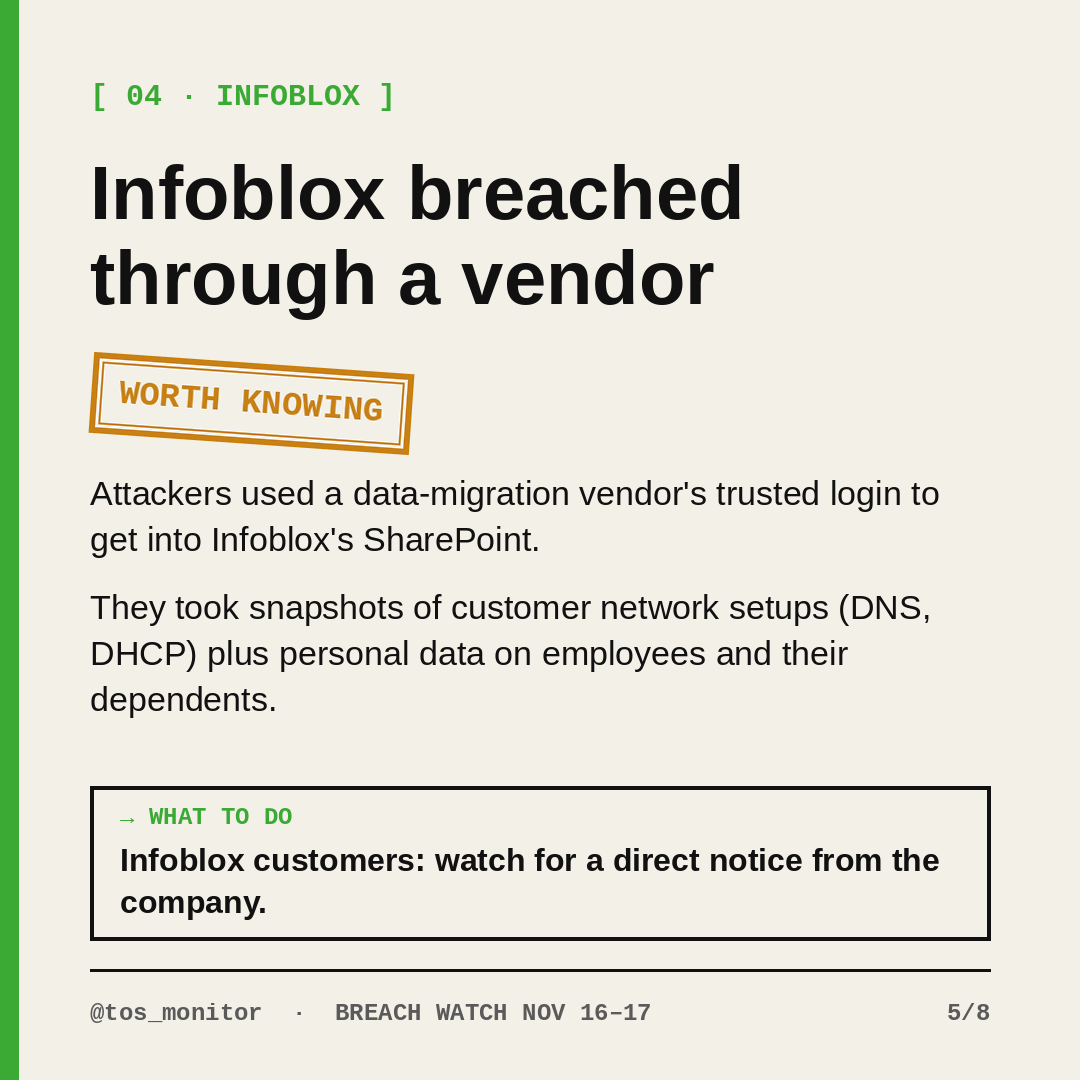 [ 04 · INFOBLOX ]
Infoblox breached
through a vendor
WORTH KNOWING
Attackers used a data-migration vendor's trusted login to
get into Infoblox's SharePoint.
They took snapshots of customer network setups (DNS,
DHCP) plus personal data on employees and their
dependents.
→ WHAT TO DO
Infoblox customers: watch for a direct notice from the
company.
@tos_monitor · BREACH WATCH NOV 16–17 5/8